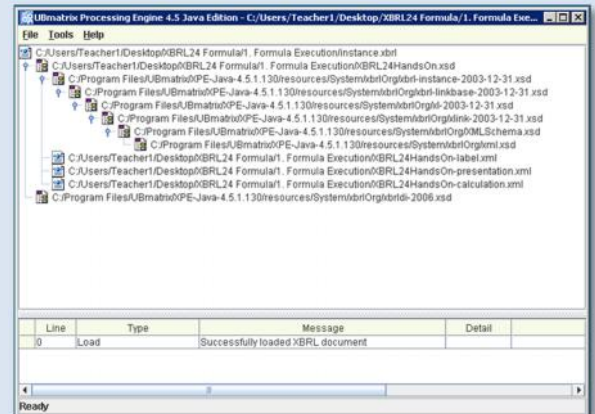 UBmatrix Processing Engine 4.5 Java Edition - C:/Users/Teacher1/Desktop/XBRL24 Formula/1. Formula Exe...
File Tools Help
C:/Users/Teacher1/Desktop/XBRL24 Formula/1. Formula Execution/instance.xbrl
C:/Users/Teacher1/Desktop/XBRL24 Formula/1. Formula Execution/XBRL24HandsOn.xsd
C:/Program Files/UBmatrix/XPE-Java-4.5.1.130/resources/System/xbrlOrg/xbrl-instance-2003-12-31.xsd
C:/Program Files/UBmatrix/XPE-Java-4.5.1.130/resources/System/xbrlOrg/xbrl-linkbase-2003-12-31.xsd
C:/Program Files/UBmatrix/XPE-Java-4.5.1.130/resources/System/xbrlOrg/xl-2003-12-31.xsd
C:/Program Files/UBmatrix/XPE-Java-4.5.1.130/resources/System/xbrlOrg/xlink-2003-12-31.xsd
C:/Program Files/UBmatrix/XPE-Java-4.5.1.130/resources/System/xbrlOrg/XMLSchema.xsd
C:/Program Files/UBmatrix/XPE-Java-4.5.1.130/resources/System/xbrlOrg/xml.xsd
C:/Users/Teacher1/Desktop/XBRL24 Formula/1. Formula Execution/XBRL24HandsOn-label.xml
C:/Users/Teacher1/Desktop/XBRL24 Formula/1. Formula Execution/XBRL24HandsOn-presentation.xml
C:/Users/Teacher1/Desktop/XBRL24 Formula/1. Formula Execution/XBRL24HandsOn-calculation.xml
C:/Program Files/UBmatrix/XPE-Java-4.5.1.130/resources/System/xbrlOrg/xbrldi-2006.xsd
Line Type Message Detail
0 Load Successfully loaded XBRL document
Ready